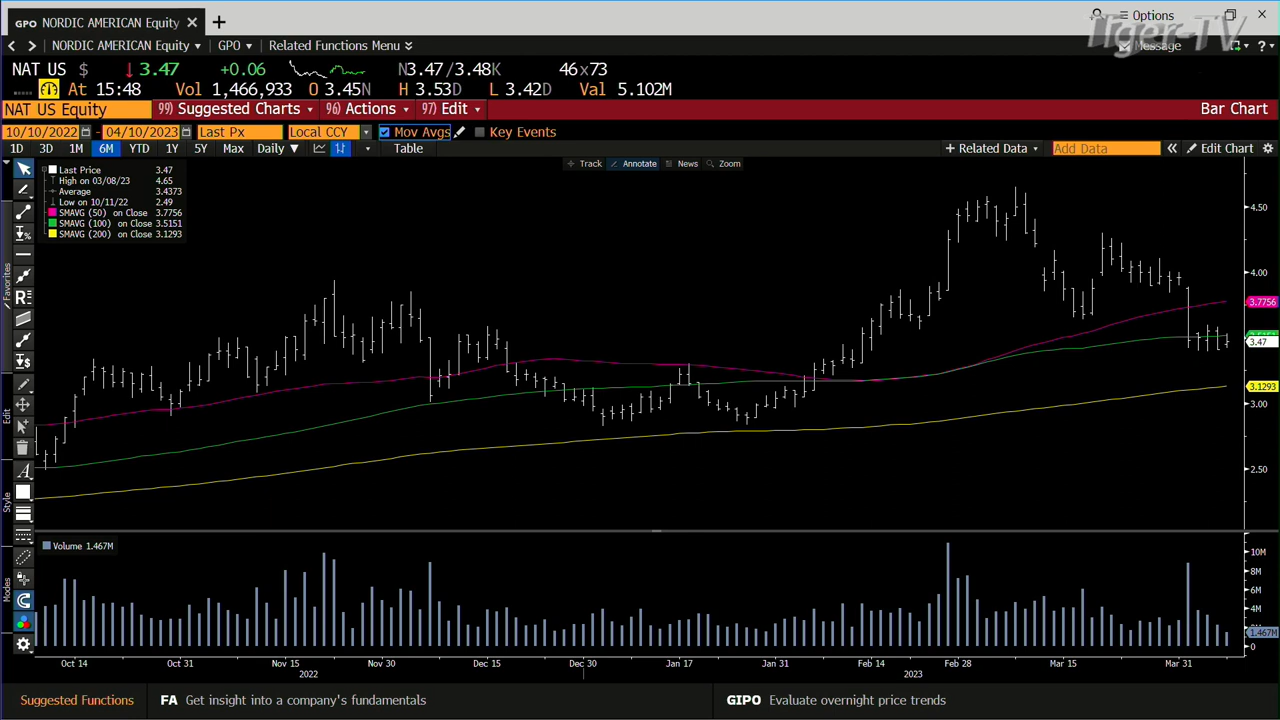 GPO NORDIC AMERICAN Equity
Options
Tiger-TV
NORDIC AMERICAN Equity GPO Related Functions Menu
Message
NAT US $ ↓3.47 +0.06 N3.47/3.48K 46x73
At 15:48 Vol 1,466,933 O 3.45N H 3.53D L 3.42D Val 5.102M
NAT US Equity 99) Suggested Charts 96) Actions 97) Edit Bar Chart
10/10/2022 - 04/10/2023 Last Px Local CCY Mov Avgs Key Events
1D 3D 1M 6M YTD 1Y 5Y Max Daily ▼ Table + Related Data Add Data « Edit Chart
Track Annotate News Zoom
Last Price 3.47
High on 03/08/23 4.65
Average 3.4373
Low on 10/11/22 2.49
SMAVG (50) on Close 3.7756
SMAVG (100) on Close 3.5151
SMAVG (200) on Close 3.1293
Favorites
Edit
Style
Modes
4.50
4.00
3.7756
3.47
3.1293
3.00
2.50
Volume 1.467M
10M
8M
6M
4M
1.467M
0
Oct 14 Oct 31 Nov 15 Nov 30 Dec 15 Dec 30 Jan 17 Jan 31 Feb 14 Feb 28 Mar 15 Mar 31
2022 2023
Suggested Functions FA Get insight into a company's fundamentals GIPO Evaluate overnight price trends